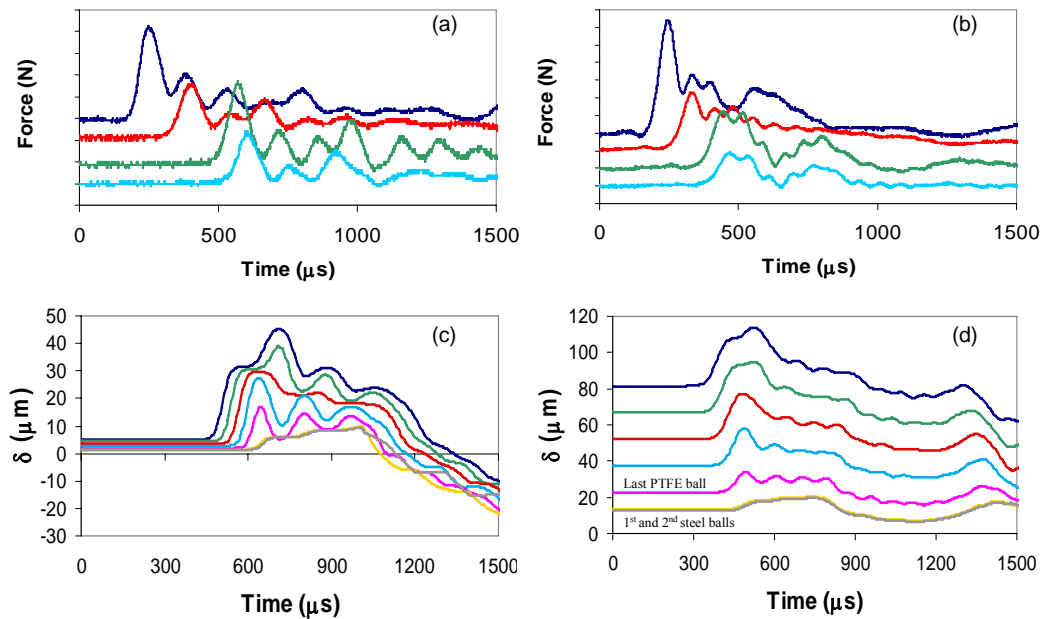 (a)
Force (N)
0 500 1000 1500
Time (μs)
(b)
Force (N)
0 500 1000 1500
Time (μs)
(c)
δ (μm)
50
40
30
20
10
0
-10
-20
-30
0 300 600 900 1200 1500
Time (μs)
(d)
δ (μm)
120
100
80
60
40
20
0
Last PTFE ball
1st and 2nd steel balls
0 300 600 900 1200 1500
Time (μs)